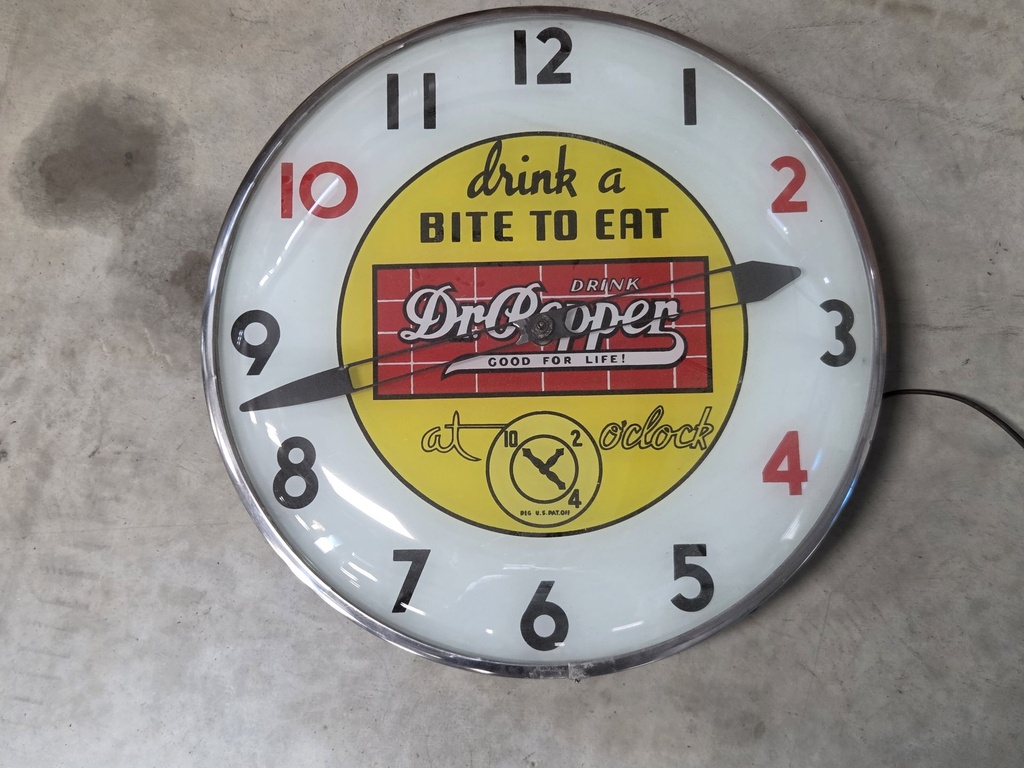 12
11 1
10 2
9 3
8 4
7 5
6
drink a
BITE TO EAT
DRINK
Dr. Pepper
GOOD FOR LIFE!
at o'clock
10 2
4
REG U.S. PAT. OFF